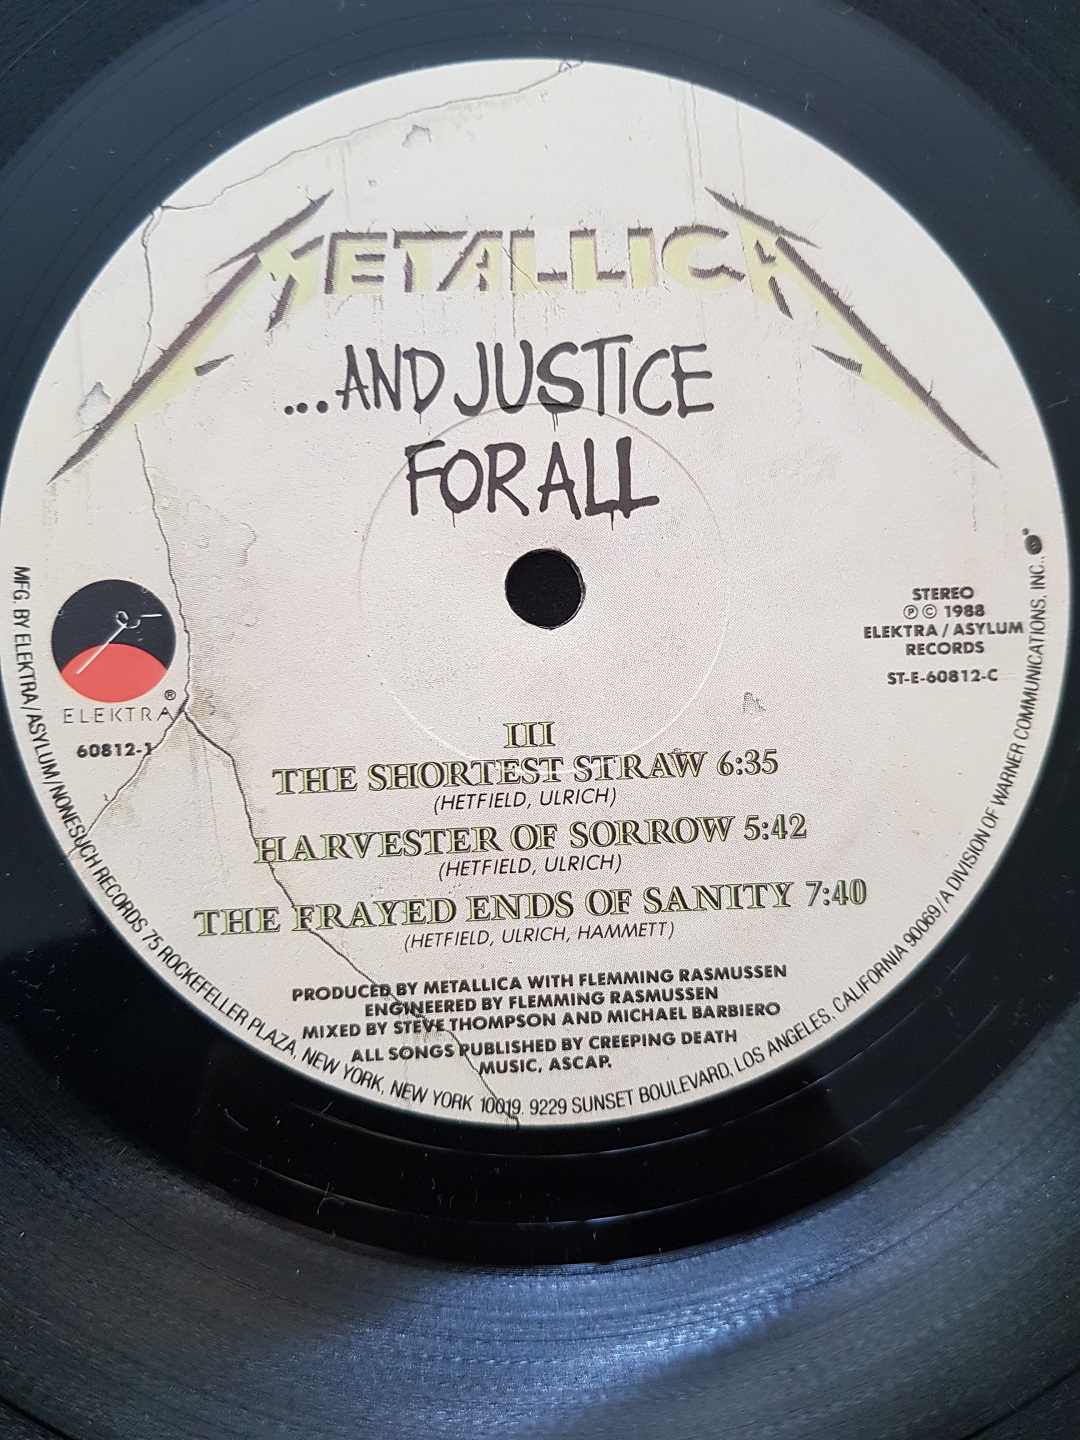 METALLICA
...AND JUSTICE
FOR ALL
ELEKTRA®
60812-1
STEREO
Ⓟ © 1988
ELEKTRA / ASYLUM
RECORDS
ST-E-60812-C
III
THE SHORTEST STRAW 6:35
(HETFIELD, ULRICH)
HARVESTER OF SORROW 5:42
(HETFIELD, ULRICH)
THE FRAYED ENDS OF SANITY 7:40
(HETFIELD, ULRICH, HAMMETT)
PRODUCED BY METALLICA WITH FLEMMING RASMUSSEN
ENGINEERED BY FLEMMING RASMUSSEN
MIXED BY STEVE THOMPSON AND MICHAEL BARBIERO
ALL SONGS PUBLISHED BY CREEPING DEATH
MUSIC, ASCAP.
MFG. BY ELEKTRA/ASYLUM/NONESUCH RECORDS 75 ROCKEFELLER PLAZA, NEW YORK, NEW YORK 10019. 9229 SUNSET BOULEVARD, LOS ANGELES, CALIFORNIA 90069/A DIVISION OF WARNER COMMUNICATIONS, INC.,